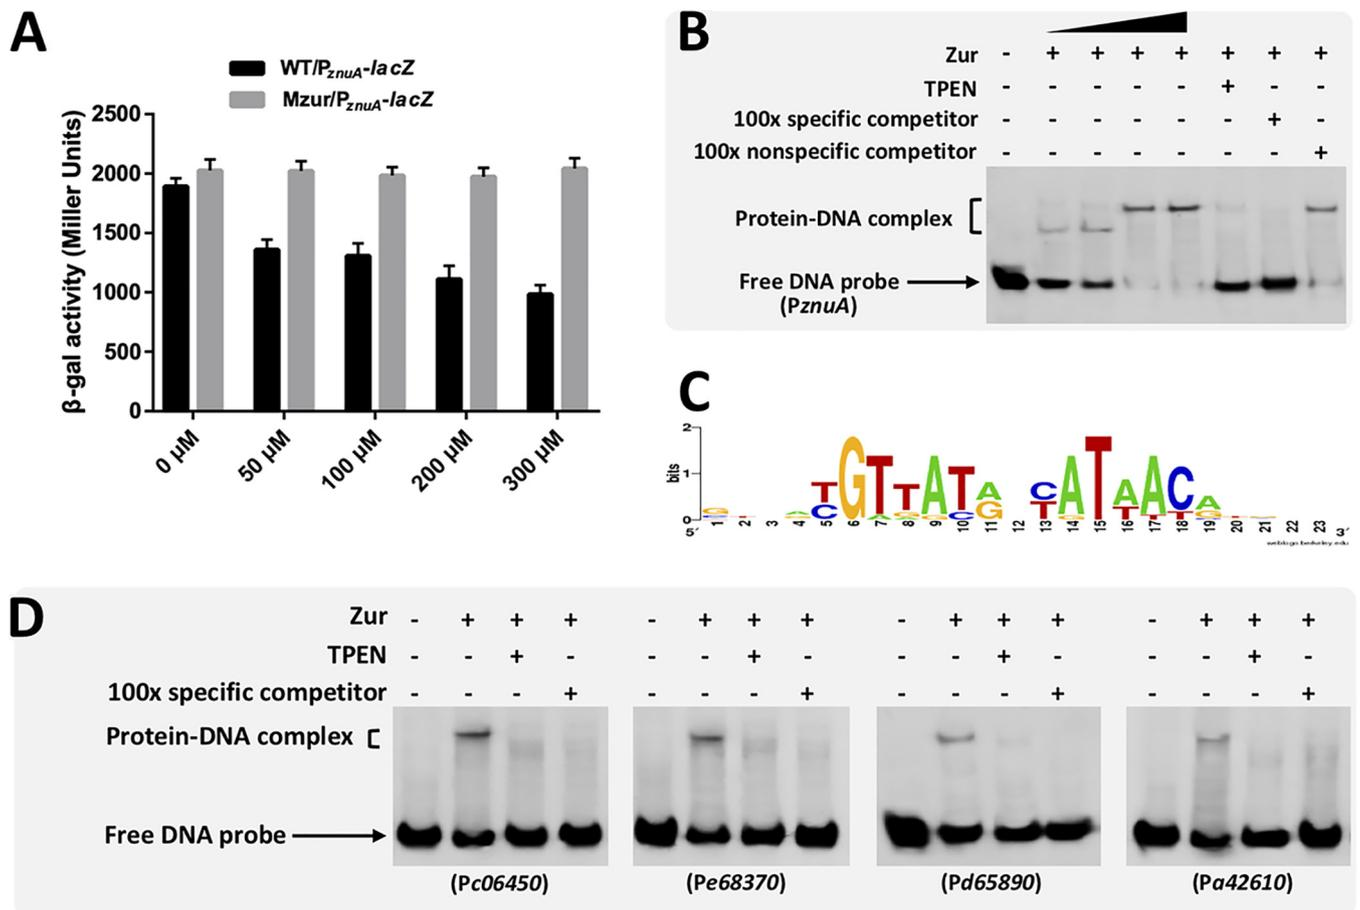 A
WT/PznuA-lacZ
Mzur/PznuA-lacZ
β-gal activity (Miller Units)
2500
2000
1500
1000
500
0
0 µM
50 µM
100 µM
200 µM
300 µM
B
Zur - + + + + + + +
TPEN - - - - - + - -
100x specific competitor - - - - - - + -
100x nonspecific competitor - - - - - - - +
Protein-DNA complex
Free DNA probe
(PznuA)
C
bits
2
1
0
5′
1 2 3 4 5 6 7 8 9 10 11 12 13 14 15 16 17 18 19 20 21 22 23
3′
weblogo.berkeley.edu
D
Zur - + + + - + + + - + + + - + + +
TPEN - - + - - - + - - - + - - - + -
100x specific competitor - - - + - - - + - - - + - - - +
Protein-DNA complex
Free DNA probe
(Pc06450) (Pe68370) (Pd65890) (Pa42610)